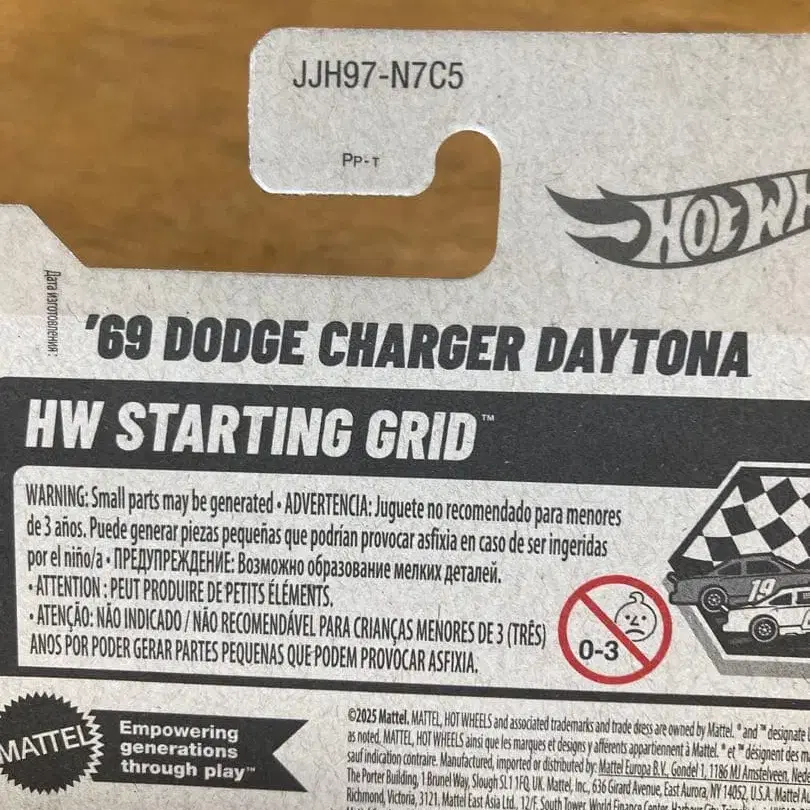 JJH97-N7C5
PP-T
HOT WH
Дата изготовления:
'69 DODGE CHARGER DAYTONA
HW STARTING GRID™
WARNING: Small parts may be generated • ADVERTENCIA: Juguete no recomendado para menores
de 3 años. Puede generar piezas pequeñas que podrían provocar asfixia en caso de ser ingeridas
por el niño/a • ПРЕДУПРЕЖДЕНИЕ: Возможно образование мелких деталей.
• ATTENTION : PEUT PRODUIRE DE PETITS ÉLÉMENTS.
• ATENÇÃO: NÃO INDICADO / NÃO RECOMENDÁVEL PARA CRIANÇAS MENORES DE 3 (TRÊS)
ANOS POR PODER GERAR PARTES PEQUENAS QUE PODEM PROVOCAR ASFIXIA.
0-3
19
MATTEL
Empowering
generations
through play™
©2025 Mattel. MATTEL, HOT WHEELS and associated trademarks and trade dress are owned by Mattel. ® and ™ designate
as noted. MATTEL, HOT WHEELS ainsi que les marques et designs y afférents appartiennent à Mattel. ® et ™ désignent des
sauf indication contraire. Manufactured, imported or distributed by: Mattel Europa B.V., Gondel 1, 1186 MJ Amstelveen,
The Porter Building, 1 Brunel Way, Slough SL1 1FQ, UK. Mattel, Inc., 636 Girard Avenue, East Aurora, NY 14052, U.S.A. Mattel
Richmond, Victoria, 3121. Mattel East Asia Ltd., 12/F, South Tower, World Finance Center,